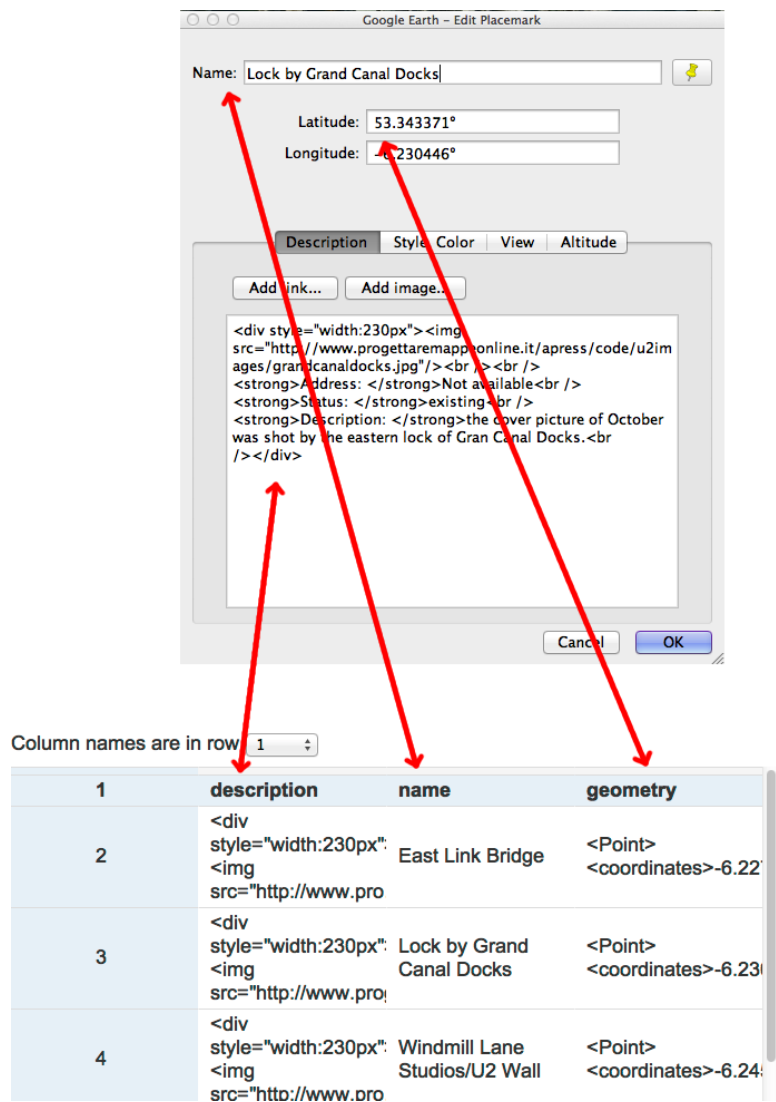 Google Earth – Edit Placemark
Name: Lock by Grand Canal Docks
Latitude: 53.343371°
Longitude: -6.230446°
Description Style, Color View Altitude
Add link... Add image...
<div style="width:230px"><img
src="http://www.progettaremappeonline.it/apress/code/u2im
ages/grandcanaldocks.jpg"/><br /><br />
<strong>Address: </strong>Not available<br />
<strong>Status: </strong>existing<br />
<strong>Description: </strong>the cover picture of October
was shot by the eastern lock of Gran Canal Docks.<br
/></div>
Cancel OK
Column names are in row 1
1 description name geometry
2 <div
style="width:230px">
<img
src="http://www.pro
East Link Bridge
<Point>
<coordinates>-6.227
3 <div
style="width:230px">
<img
src="http://www.prog
Lock by Grand
Canal Docks
<Point>
<coordinates>-6.230
4 <div
style="width:230px">
<img
src="http://www.pro
Windmill Lane
Studios/U2 Wall
<Point>
<coordinates>-6.245